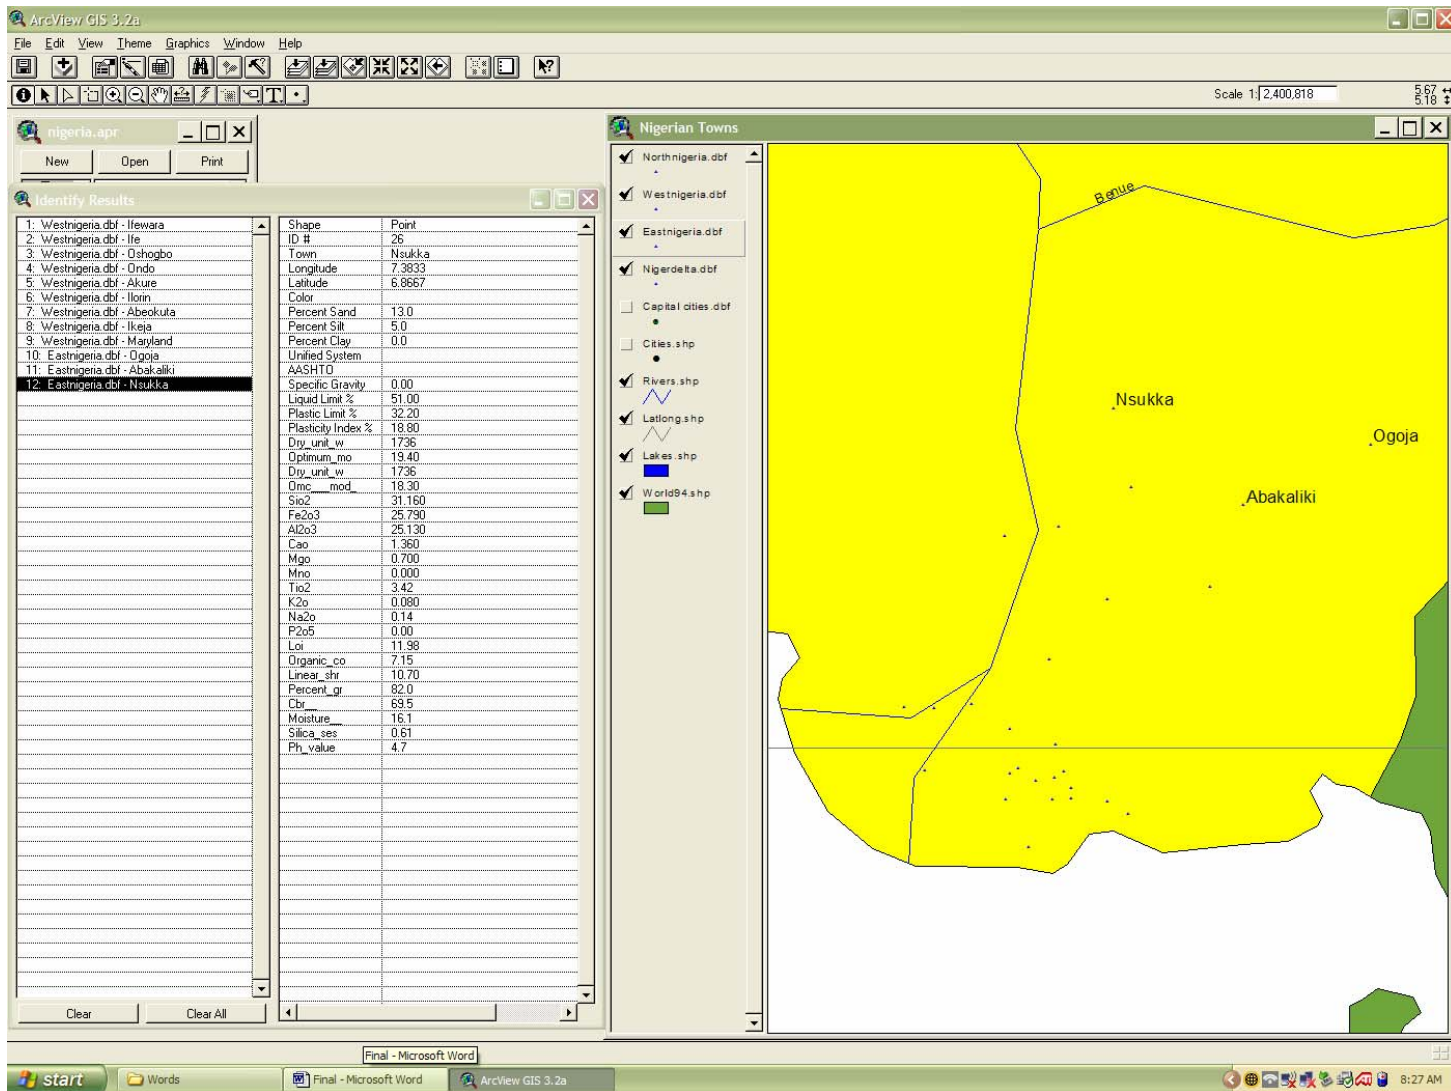 ArcView GIS 3.2a
File Edit View Theme Graphics Window Help
Scale 1: 2,400,818
5.67
5.18
nigeria.apr
New Open Print
Identify Results
1: Westnigeria.dbf - Ifewara
2: Westnigeria.dbf - Ife
3: Westnigeria.dbf - Oshogbo
4: Westnigeria.dbf - Ondo
5: Westnigeria.dbf - Akure
6: Westnigeria.dbf - Ilorin
7: Westnigeria.dbf - Abeokuta
8: Westnigeria.dbf - Ikeja
9: Westnigeria.dbf - Maryland
10: Eastnigeria.dbf - Ogoja
11: Eastnigeria.dbf - Abakaliki
12: Eastnigeria.dbf - Nsukka
Shape Point
ID # 26
Town Nsukka
Longitude 7.3833
Latitude 6.8667
Color
Percent Sand 13.0
Percent Silt 5.0
Percent Clay 0.0
Unified System
AASHTO
Specific Gravity 0.00
Liquid Limit % 51.00
Plastic Limit % 32.20
Plasticity Index % 18.80
Dry_unit_w 1736
Optimum_mo 19.40
Dry_unit_w 1736
Omc___mod_ 18.30
Sio2 31.160
Fe2o3 25.790
Al2o3 25.130
Cao 1.360
Mgo 0.700
Mno 0.000
Tio2 3.42
K2o 0.080
Na2o 0.14
P2o5 0.00
Loi 11.98
Organic_co 7.15
Linear_shr 10.70
Percent_gr 82.0
Cbr__ 69.5
Moisture__ 16.1
Silica_ses 0.61
Ph_value 4.7
Clear Clear All
Nigerian Towns
Northnigeria.dbf
Westnigeria.dbf
Eastnigeria.dbf
Nigerdelta.dbf
Capital cities.dbf
Cities.shp
Rivers.shp
Latlong.shp
Lakes.shp
World94.shp
Benue
Nsukka
Ogoja
Abakaliki
Final - Microsoft Word
start Words Final - Microsoft Word ArcView GIS 3.2a 8:27 AM